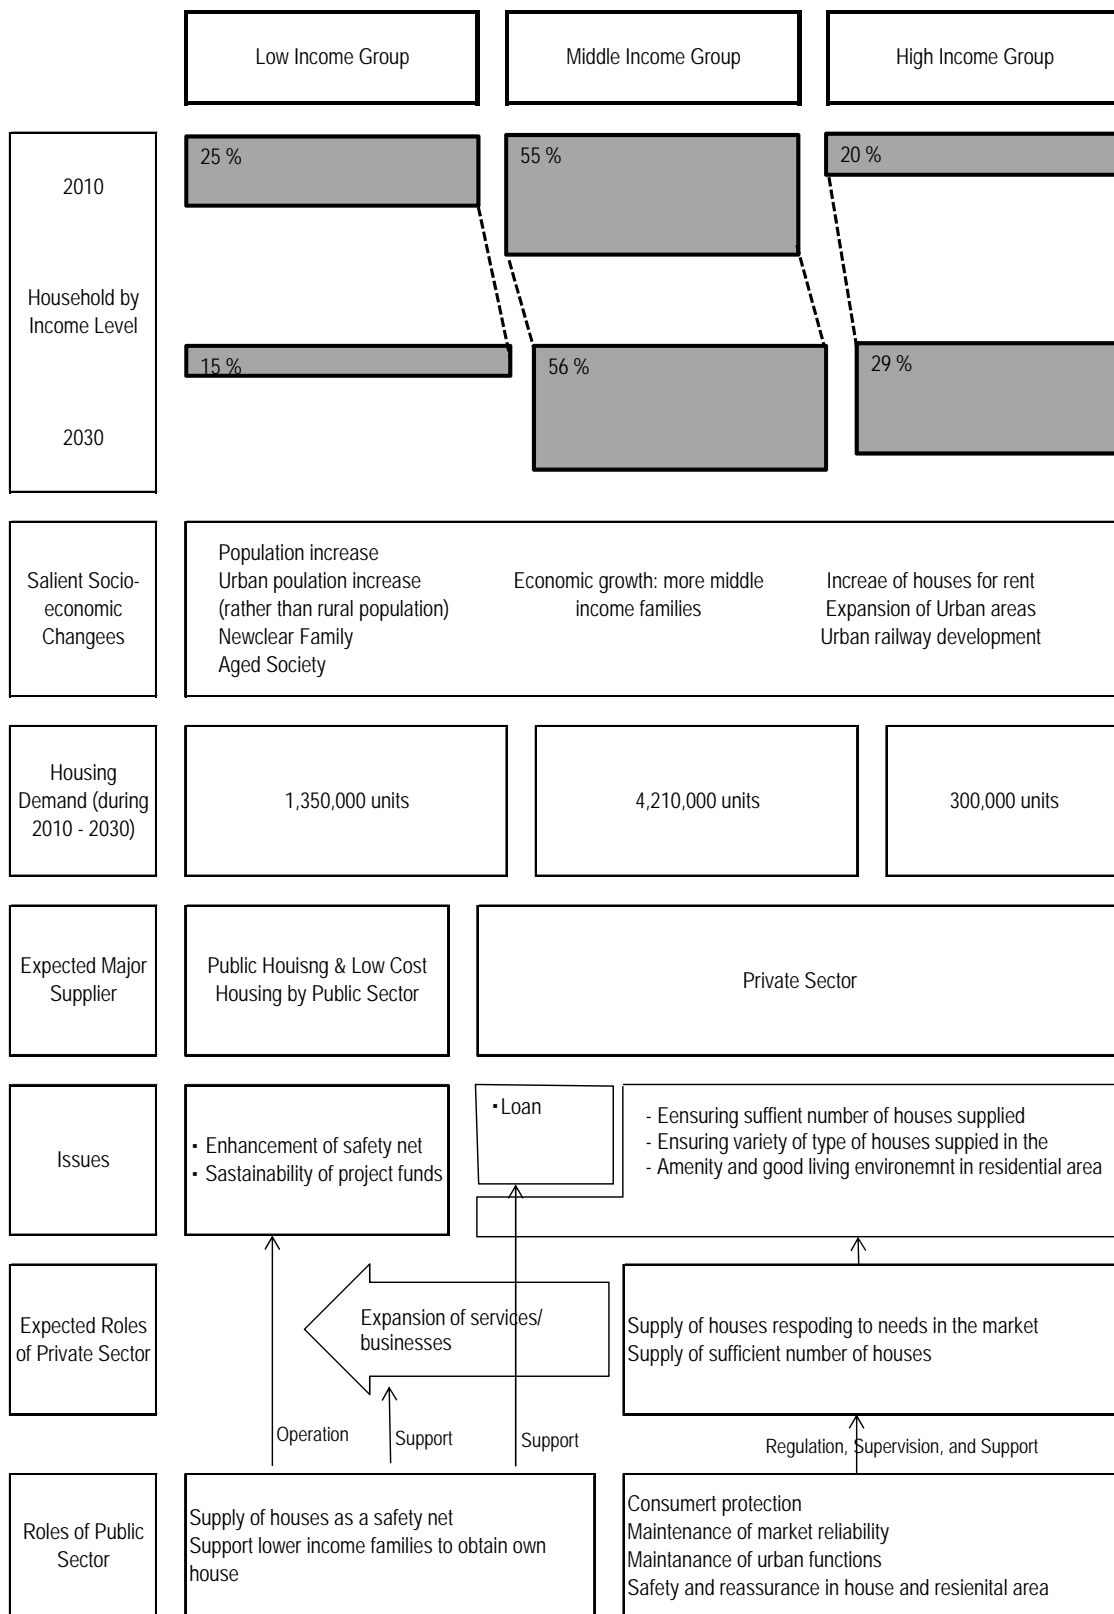 Low Income Group
Middle Income Group
High Income Group
2010
Household by
Income Level
2030
25 %
55 %
20 %
15 %
56 %
29 %
Salient Socio-
economic
Changees
Population increase
Urban poulation increase
(rather than rural population)
Newclear Family
Aged Society
Economic growth: more middle
income families
Increae of houses for rent
Expansion of Urban areas
Urban railway development
Housing
Demand (during
2010 - 2030)
1,350,000 units
4,210,000 units
300,000 units
Expected Major
Supplier
Public Houisng & Low Cost
Housing by Public Sector
Private Sector
Issues
・ Enhancement of safety net
・ Sastainability of project funds
・Loan
- Eensuring suffient number of houses supplied
- Ensuring variety of type of houses suppied in the
- Amenity and good living environemnt in residential area
Expected Roles
of Private Sector
Expansion of services/
businesses
Supply of houses respoding to needs in the market
Supply of sufficient number of houses
Operation
Support
Support
Regulation, Supervision, and Support
Roles of Public
Sector
Supply of houses as a safety net
Support lower income families to obtain own
house
Consumert protection
Maintenance of market reliability
Maintanance of urban functions
Safety and reassurance in house and resienital area